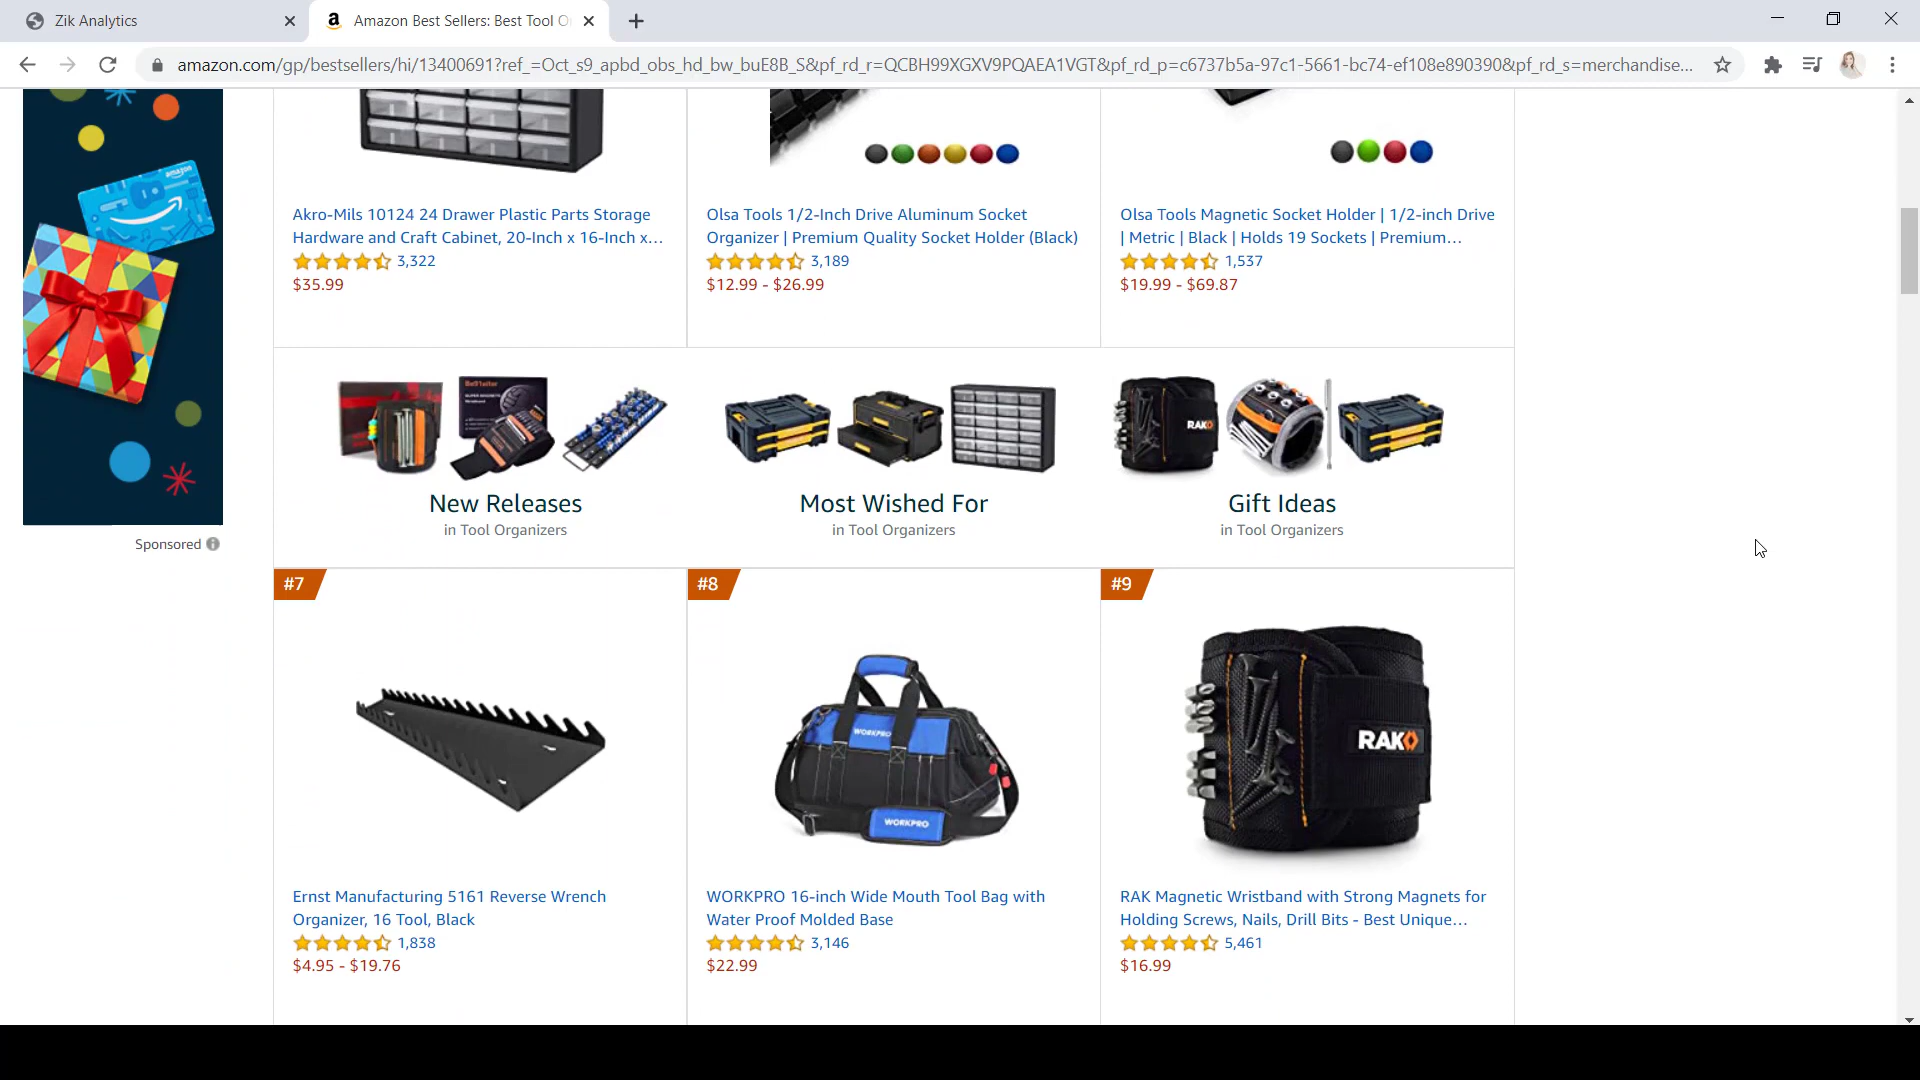 Zik Analytics
a Amazon Best Sellers: Best Tool O
amazon.com/gp/bestsellers/hi/13400691?ref_=Oct_s9_apbd_obs_hd_bw_buE8B_S&pf_rd_r=QCBH99XGXV9PQAEA1VGT&pf_rd_p=c6737b5a-97c1-5661-bc74-ef108e890390&pf_rd_s=merchandise...
amazon
Sponsored
Akro-Mils 10124 24 Drawer Plastic Parts Storage
Hardware and Craft Cabinet, 20-Inch x 16-Inch x...
3,322
$35.99
Olsa Tools 1/2-Inch Drive Aluminum Socket
Organizer | Premium Quality Socket Holder (Black)
3,189
$12.99 - $26.99
Olsa Tools Magnetic Socket Holder | 1/2-inch Drive
| Metric | Black | Holds 19 Sockets | Premium...
1,537
$19.99 - $69.87
New Releases
in Tool Organizers
Most Wished For
in Tool Organizers
RAK
Gift Ideas
in Tool Organizers
#7
Ernst Manufacturing 5161 Reverse Wrench
Organizer, 16 Tool, Black
1,838
$4.95 - $19.76
#8
WORKPRO
WORKPRO
WORKPRO 16-inch Wide Mouth Tool Bag with
Water Proof Molded Base
3,146
$22.99
#9
RAK
RAK Magnetic Wristband with Strong Magnets for
Holding Screws, Nails, Drill Bits - Best Unique...
5,461
$16.99